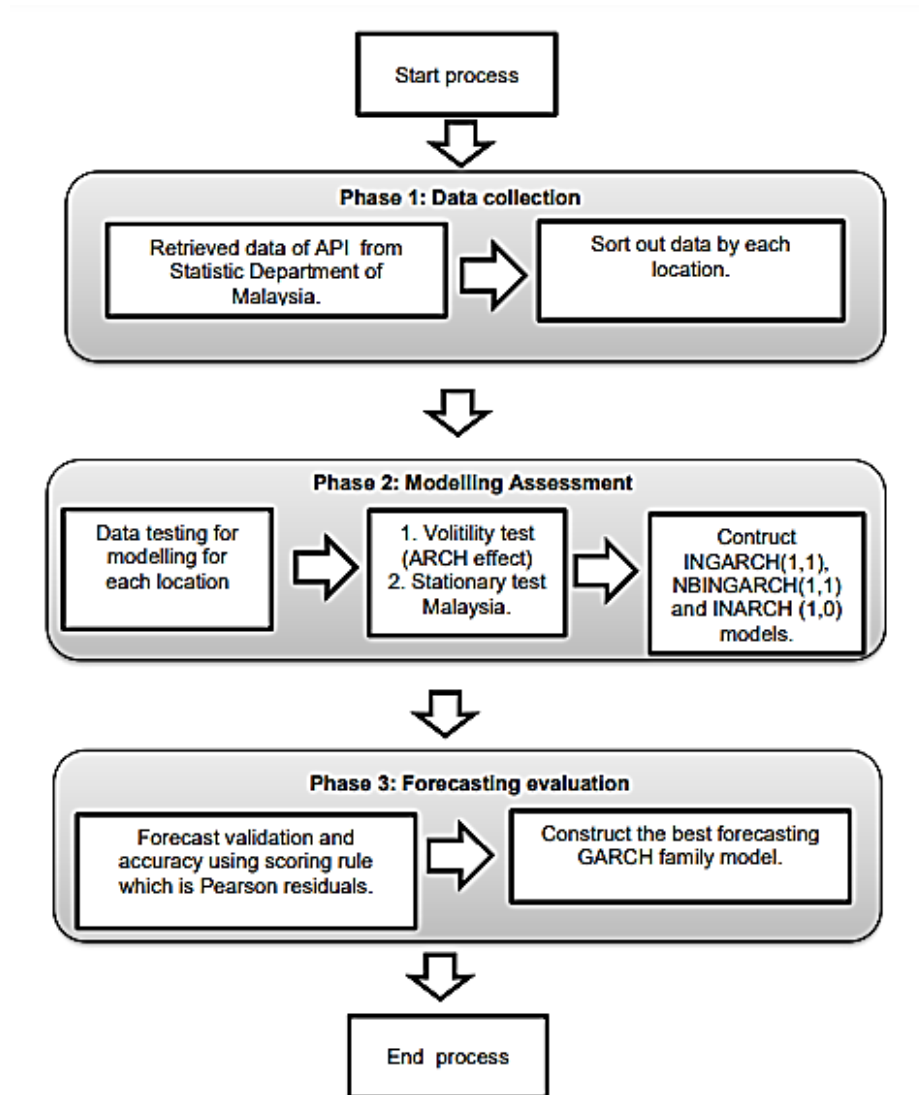 Start process
Phase 1: Data collection
Retrieved data of API from
Statistic Department of
Malaysia.
Sort out data by each
location.
Phase 2: Modelling Assessment
Data testing for
modelling for
each location
1. Volitility test
(ARCH effect)
2. Stationary test
Malaysia.
Contruct
INGARCH(1,1),
NBINGARCH(1,1)
and INARCH (1,0)
models.
Phase 3: Forecasting evaluation
Forecast validation and
accuracy using scoring rule
which is Pearson residuals.
Construct the best forecasting
GARCH family model.
End process